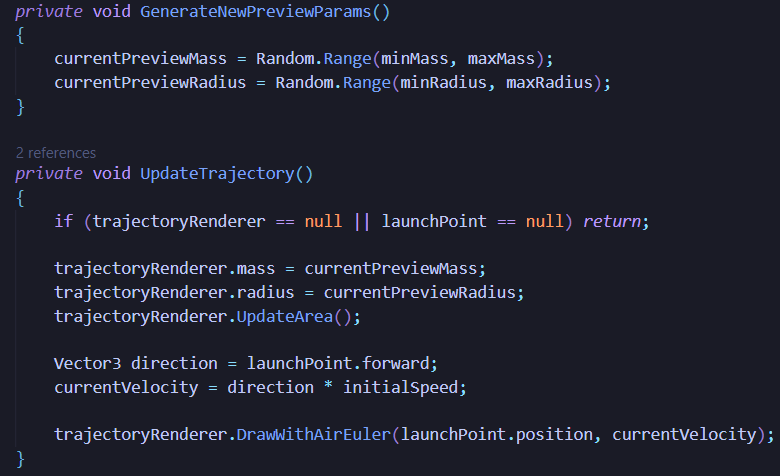 private void GenerateNewPreviewParams()
{
currentPreviewMass = Random.Range(minMass, maxMass);
currentPreviewRadius = Random.Range(minRadius, maxRadius);
}
2 references
private void UpdateTrajectory()
{
if (trajectoryRenderer == null || launchPoint == null) return;
trajectoryRenderer.mass = currentPreviewMass;
trajectoryRenderer.radius = currentPreviewRadius;
trajectoryRenderer.UpdateArea();
Vector3 direction = launchPoint.forward;
currentVelocity = direction * initialSpeed;
trajectoryRenderer.DrawWithAirEuler(launchPoint.position, currentVelocity);
}